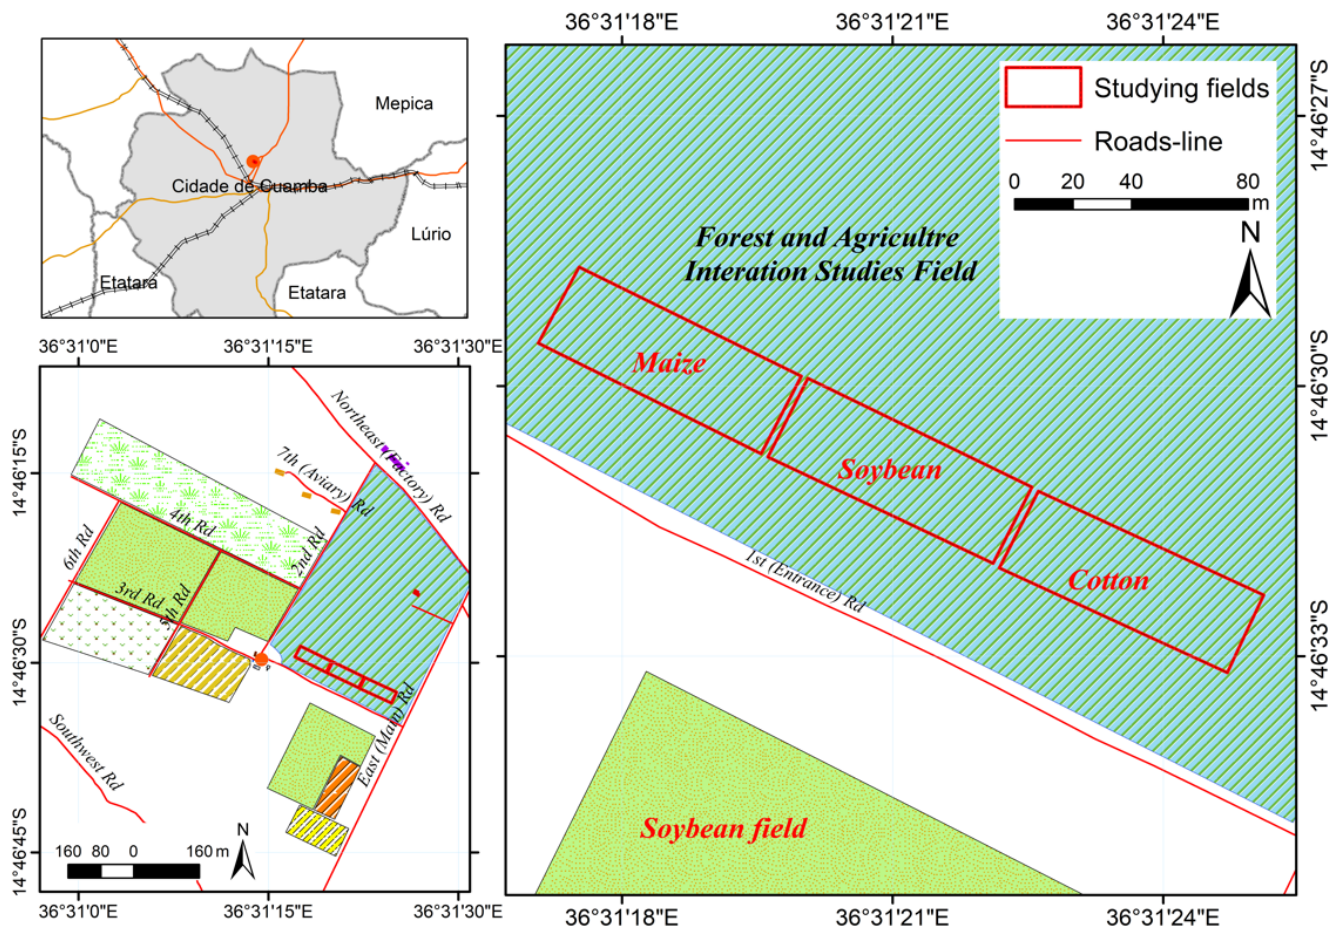 Mepica
Cidade de Cuamba
Lúrio
Etatara
Etatara
36°31'0"E
36°31'15"E
36°31'30"E
14°46'15"S
14°46'30"S
14°46'45"S
Northeast (Factory) Rd
7th (Aviary) Rd
4th Rd
2nd Rd
6th Rd
3rd Rd
5th Rd
East (Main) Rd
Southwest Rd
160 80 0 160 m
N
36°31'0"E
36°31'15"E
36°31'30"E
36°31'18"E
36°31'21"E
36°31'24"E
Studying fields
Roads-line
0 20 40 80
m
N
14°46'27"S
14°46'30"S
14°46'33"S
Forest and Agricultre
Interation Studies Field
Maize
Soybean
Cotton
1st (Entrance) Rd
Soybean field
36°31'18"E
36°31'21"E
36°31'24"E